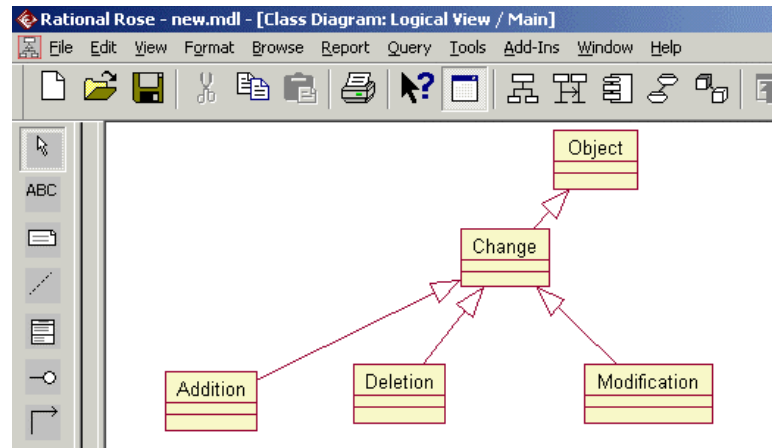 Rational Rose - new.mdl - [Class Diagram: Logical View / Main]
File Edit View Format Browse Report Query Tools Add-Ins Window Help
?
ABC
Object
Change
Addition
Deletion
Modification